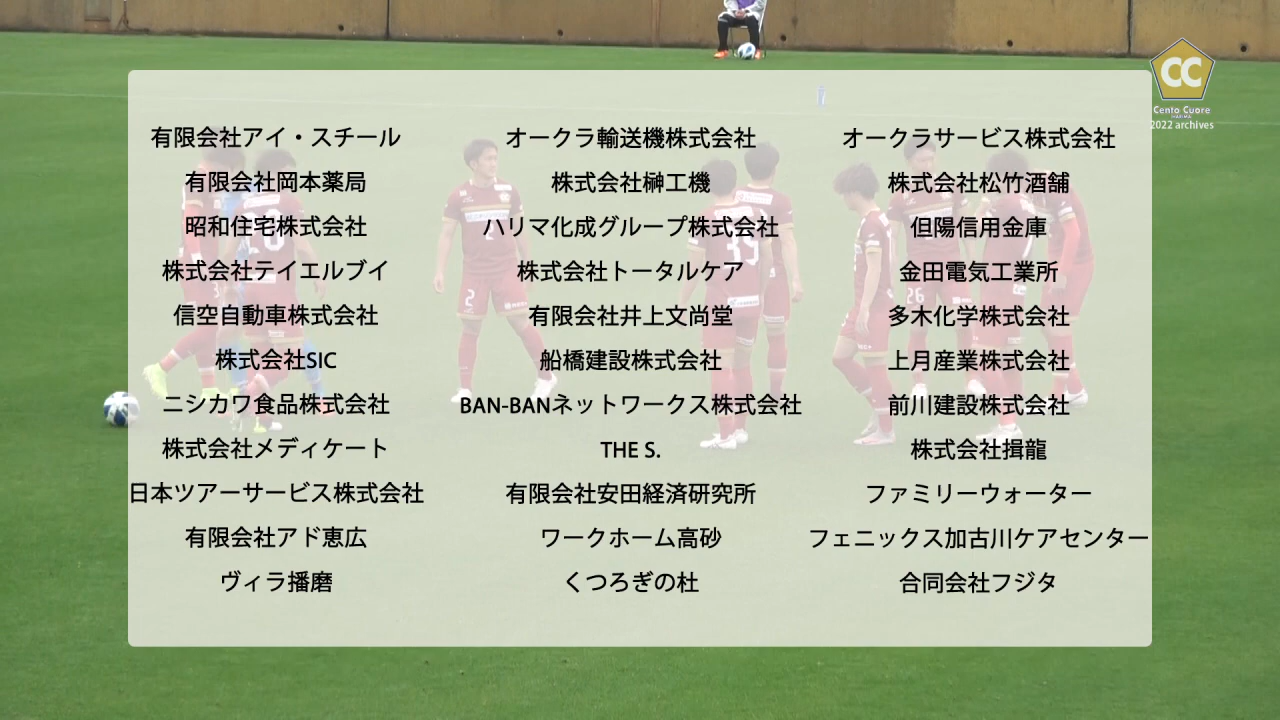 有限会社アイ・スチール
オークラ輸送機株式会社
オークラサービス株式会社
有限会社岡本薬局
株式会社榊工機
株式会社松竹酒舗
昭和住宅株式会社
ハリマ化成グループ株式会社
但陽信用金庫
株式会社テイエルブイ
株式会社トータルケア
金田電気工業所
信空自動車株式会社
有限会社井上文尚堂
多木化学株式会社
株式会社SIC
船橋建設株式会社
上月産業株式会社
ニシカワ食品株式会社
BAN-BANネットワークス株式会社
前川建設株式会社
株式会社メディケート
THE S.
株式会社揖龍
日本ツアーサービス株式会社
有限会社安田経済研究所
ファミリーウォーター
有限会社アド恵広
ワークホーム高砂
フェニックス加古川ケアセンター
ヴィラ播磨
くつろぎの杜
合同会社フジタ
CC
Cento Cuore
HARIMA
2022 archives
2
39
26